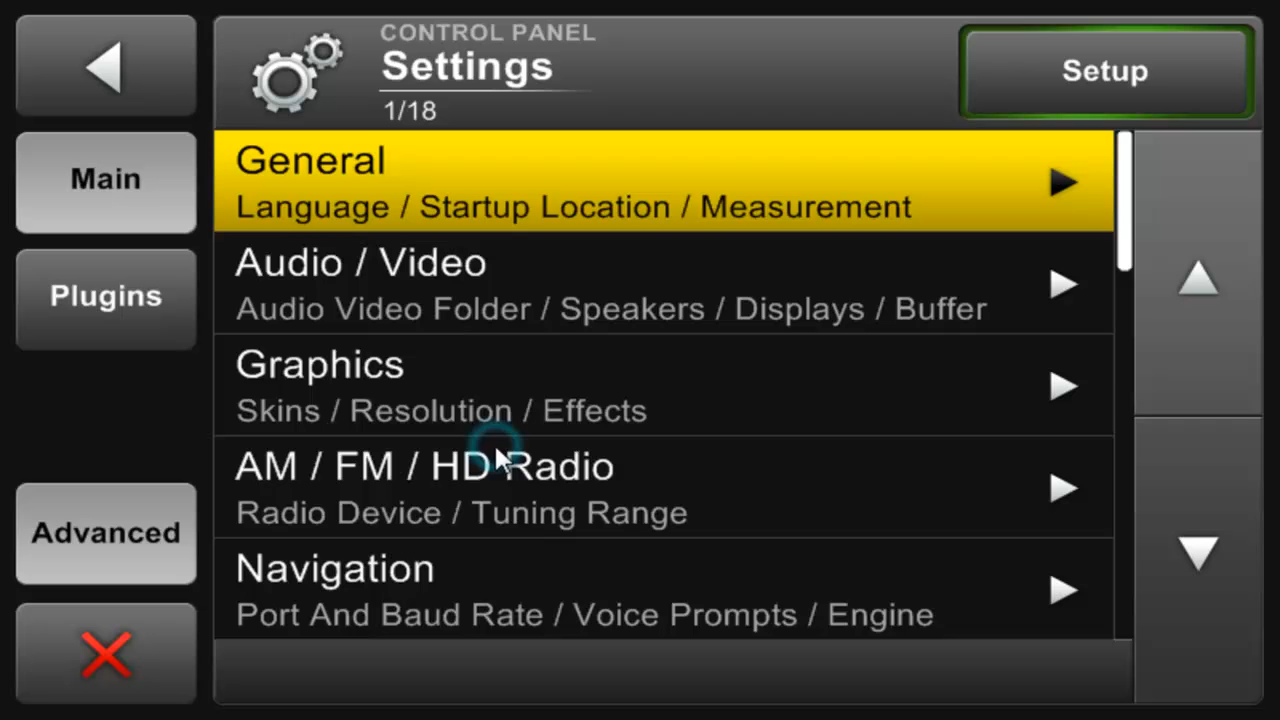 CONTROL PANEL
Settings
1/18
Setup
Main
Plugins
Advanced
General
Language / Startup Location / Measurement
Audio / Video
Audio Video Folder / Speakers / Displays / Buffer
Graphics
Skins / Resolution / Effects
AM / FM / HD Radio
Radio Device / Tuning Range
Navigation
Port And Baud Rate / Voice Prompts / Engine